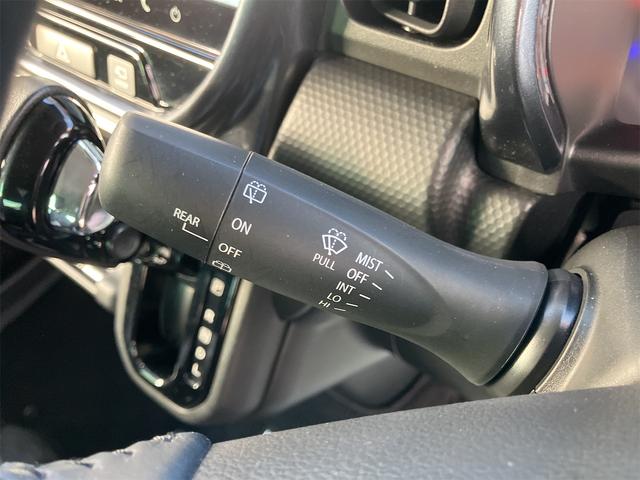 REAR
ON
OFF
PULL
MIST
OFF
INT
LO
HI